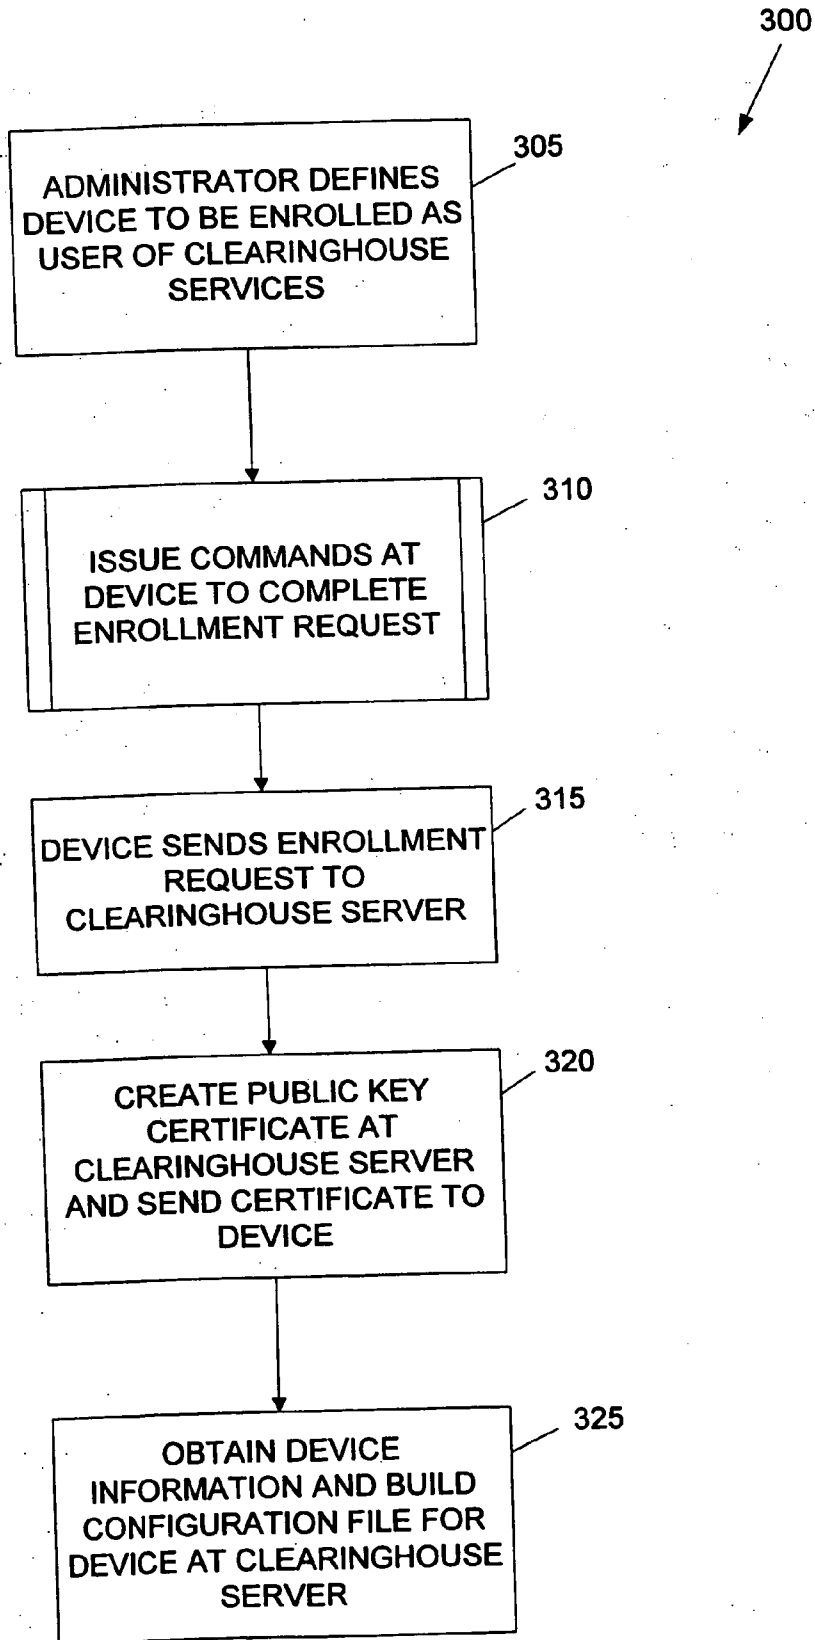 300
305
ADMINISTRATOR DEFINES
DEVICE TO BE ENROLLED AS
USER OF CLEARINGHOUSE
SERVICES
310
ISSUE COMMANDS AT
DEVICE TO COMPLETE
ENROLLMENT REQUEST
315
DEVICE SENDS ENROLLMENT
REQUEST TO
CLEARINGHOUSE SERVER
320
CREATE PUBLIC KEY
CERTIFICATE AT
CLEARINGHOUSE SERVER
AND SEND CERTIFICATE TO
DEVICE
325
OBTAIN DEVICE
INFORMATION AND BUILD
CONFIGURATION FILE FOR
DEVICE AT CLEARINGHOUSE
SERVER